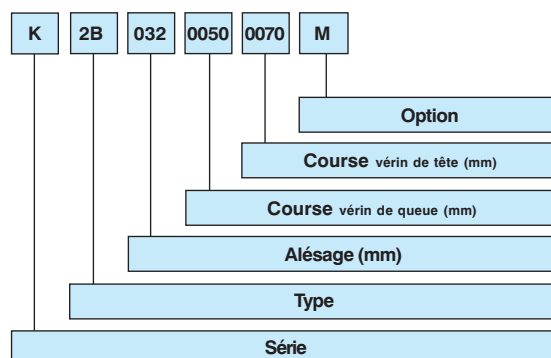 K 2B 032 0050 0070 M
Option
Course vérin de tête (mm)
Course vérin de queue (mm)
Alésage (mm)
Type
Série